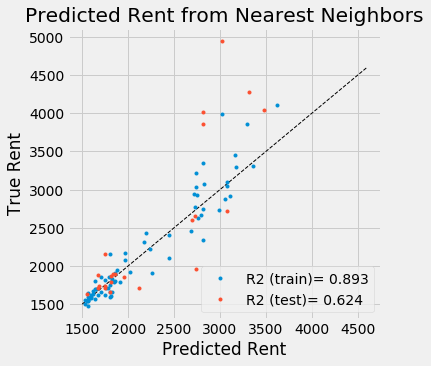 Predicted Rent from Nearest Neighbors
5000
4500
4000
3500
3000
2500
2000
1500
True Rent
R2 (train)= 0.893
R2 (test)= 0.624
1500 2000 2500 3000 3500 4000 4500
Predicted Rent